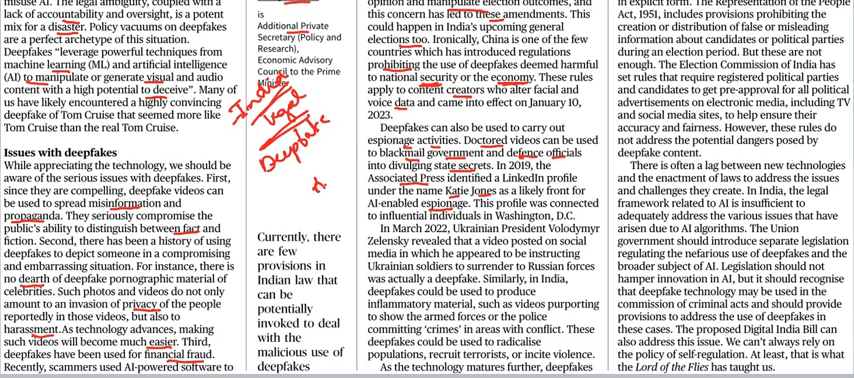 misuse AI. The legal ambiguity, coupled with a
lack of accountability and oversight, is a potent
mix for a disaster. Policy vacuums on deepfakes
are a perfect archetype of this situation.
Deepfakes “leverage powerful techniques from
machine learning (ML) and artificial intelligence
(AI) to manipulate or generate visual and audio
content with a high potential to deceive”. Many of
us have likely encountered a highly convincing
deepfake of Tom Cruise that seemed more like
Tom Cruise than the real Tom Cruise.
Issues with deepfakes
While appreciating the technology, we should be
aware of the serious issues with deepfakes. First,
since they are compelling, deepfake videos can
be used to spread misinformation and
propaganda. They seriously compromise the
public’s ability to distinguish between fact and
fiction. Second, there has been a history of using
deepfakes to depict someone in a compromising
and embarrassing situation. For instance, there is
no dearth of deepfake pornographic material of
celebrities. Such photos and videos do not only
amount to an invasion of privacy of the people
reportedly in those videos, but also to
harassment.As technology advances, making
such videos will become much easier. Third,
deepfakes have been used for financial fraud.
Recently, scammers used AI-powered software to
is
Additional Private
Secretary (Policy and
Research),
Economic Advisory
Council to the Prime
Minister
India
legal
Deepfake
Currently, there
are few
provisions in
Indian law that
can be
potentially
invoked to deal
with the
malicious use of
deepfakes
opinion and manipulate election outcomes, and
this concern has led to these amendments. This
could happen in India’s upcoming general
elections too. Ironically, China is one of the few
countries which has introduced regulations
prohibiting the use of deepfakes deemed harmful
to national security or the economy. These rules
apply to content creators who alter facial and
voice data and came into effect on January 10,
2023.
Deepfakes can also be used to carry out
espionage activities. Doctored videos can be used
to blackmail government and defence officials
into divulging state secrets. In 2019, the
Associated Press identified a LinkedIn profile
under the name Katie Jones as a likely front for
AI-enabled espionage. This profile was connected
to influential individuals in Washington, D.C.
In March 2022, Ukrainian President Volodymyr
Zelensky revealed that a video posted on social
media in which he appeared to be instructing
Ukrainian soldiers to surrender to Russian forces
was actually a deepfake. Similarly, in India,
deepfakes could be used to produce
inflammatory material, such as videos purporting
to show the armed forces or the police
committing ‘crimes’ in areas with conflict. These
deepfakes could be used to radicalise
populations, recruit terrorists, or incite violence.
As the technology matures further, deepfakes
in explicit form. The Representation of the People
Act, 1951, includes provisions prohibiting the
creation or distribution of false or misleading
information about candidates or political parties
during an election period. But these are not
enough. The Election Commission of India has
set rules that require registered political parties
and candidates to get pre-approval for all political
advertisements on electronic media, including TV
and social media sites, to help ensure their
accuracy and fairness. However, these rules do
not address the potential dangers posed by
deepfake content.
There is often a lag between new technologies
and the enactment of laws to address the issues
and challenges they create. In India, the legal
framework related to AI is insufficient to
adequately address the various issues that have
arisen due to AI algorithms. The Union
government should introduce separate legislation
regulating the nefarious use of deepfakes and the
broader subject of AI. Legislation should not
hamper innovation in AI, but it should recognise
that deepfake technology may be used in the
commission of criminal acts and should provide
provisions to address the use of deepfakes in
these cases. The proposed Digital India Bill can
also address this issue. We can’t always rely on
the policy of self-regulation. At least, that is what
the Lord of the Flies has taught us.